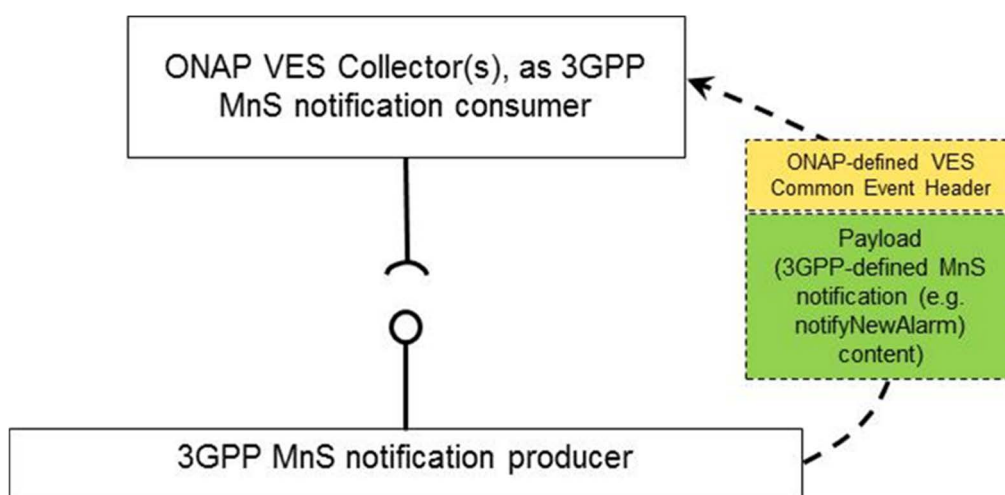 ONAP VES Collector(s), as 3GPP
MnS notification consumer
ONAP-defined VES
Common Event Header
Payload
(3GPP-defined MnS
notification (e.g.
notifyNewAlarm)
content)
3GPP MnS notification producer